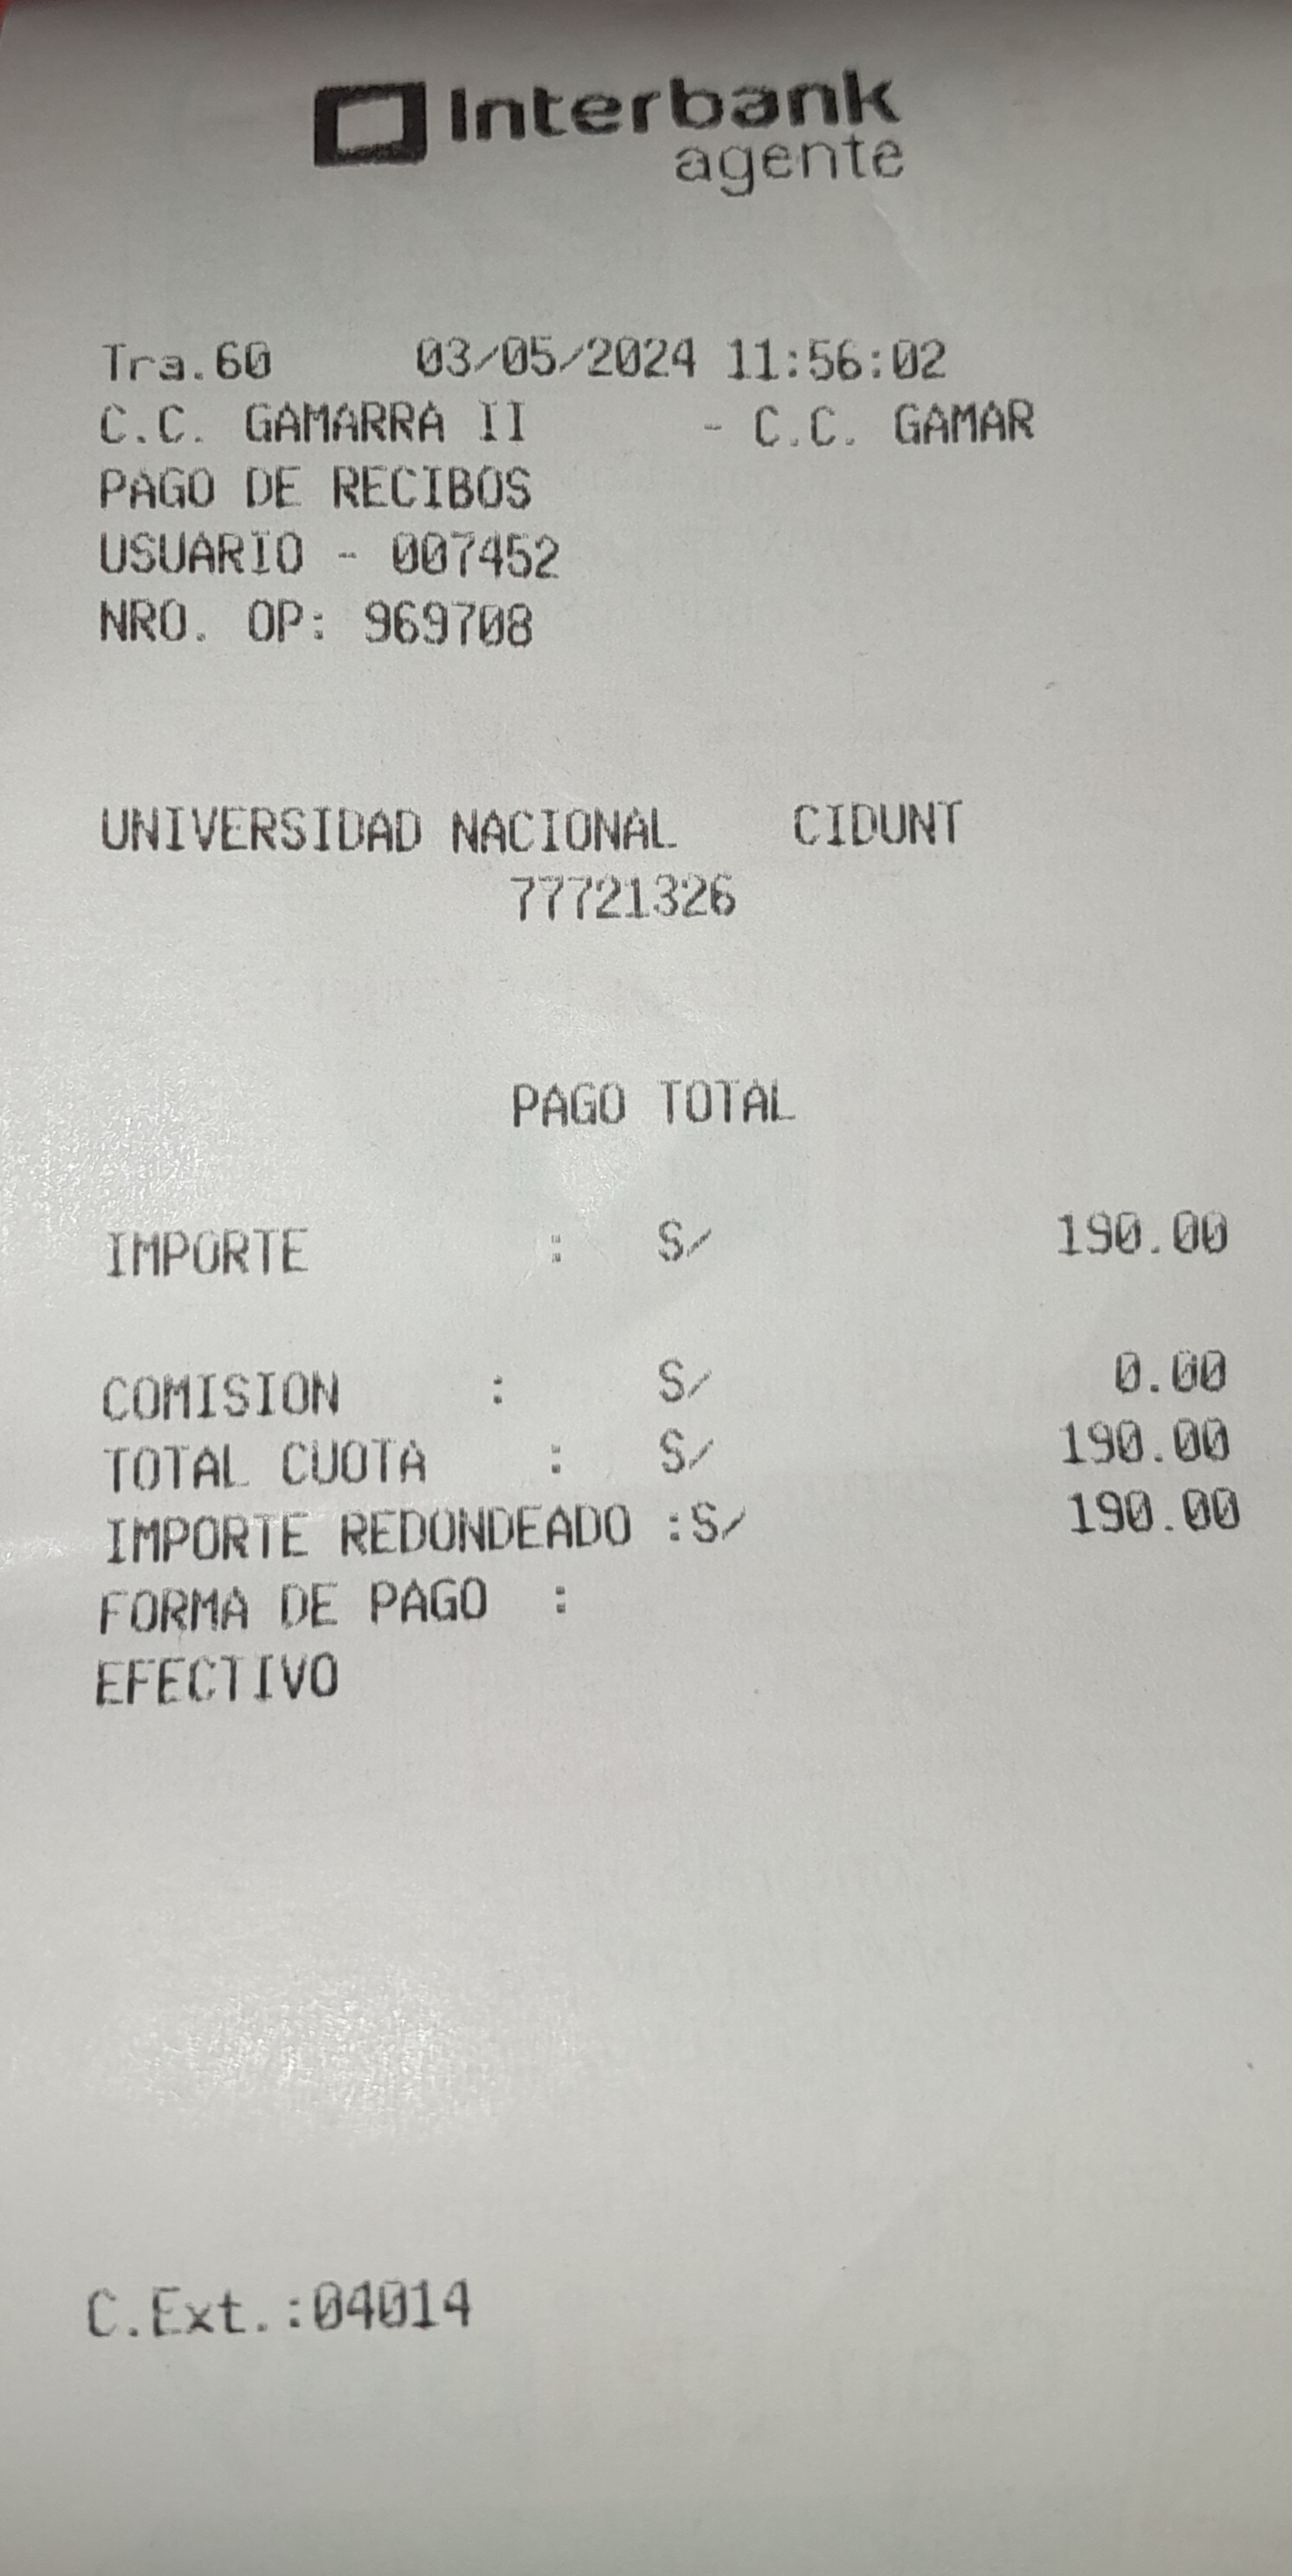 Interbank
agente
Tra.60 03/05/2024 11:56:02
C.C. GAMARRA II - C.C. GAMAR
PAGO DE RECIBOS
USUARIO - 007452
NRO. OP: 969708
UNIVERSIDAD NACIONAL CIDUNT
77721326
PAGO TOTAL
IMPORTE : S/ 190.00
COMISION : S/ 0.00
TOTAL CUOTA : S/ 190.00
IMPORTE REDONDEADO :S/ 190.00
FORMA DE PAGO :
EFECTIVO
C.Ext.:04014